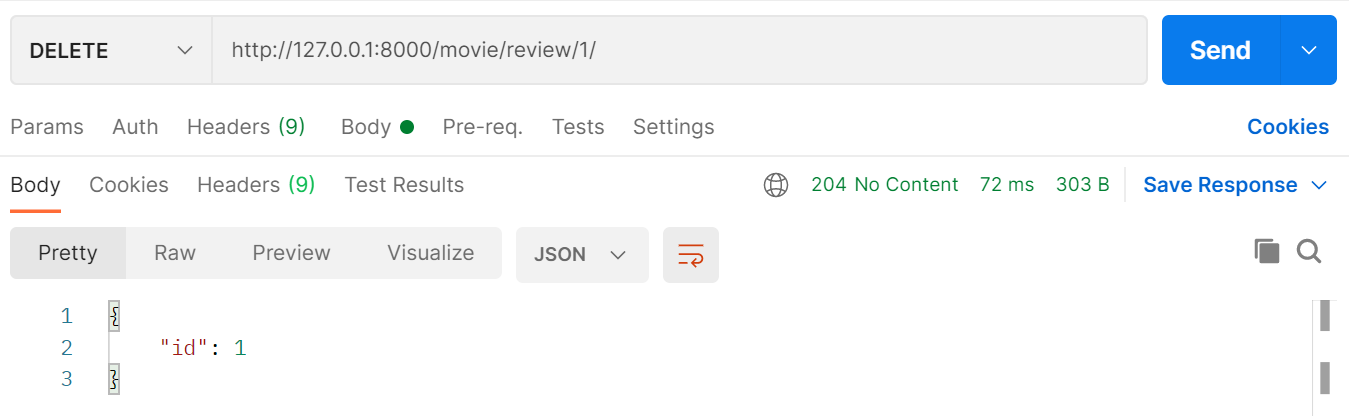 DELETE http://127.0.0.1:8000/movie/review/1/ Send
Params Auth Headers (9) Body Pre-req. Tests Settings Cookies
Body Cookies Headers (9) Test Results 204 No Content 72 ms 303 B Save Response
Pretty Raw Preview Visualize JSON
1 {
2 "id": 1
3 }